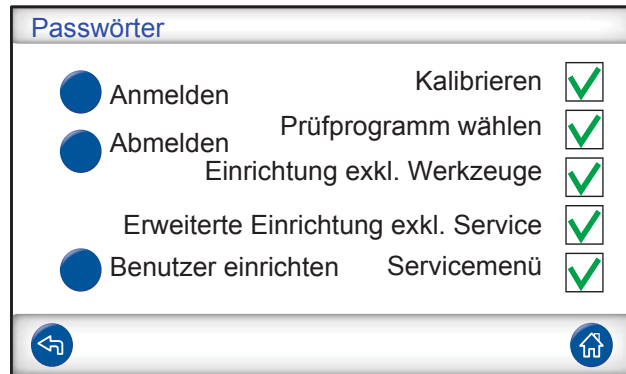 Passwörter
Anmelden
Kalibrieren
Abmelden
Prüfprogramm wählen
Einrichtung exkl. Werkzeuge
Erweiterte Einrichtung exkl. Service
Benutzer einrichten
Servicemenü